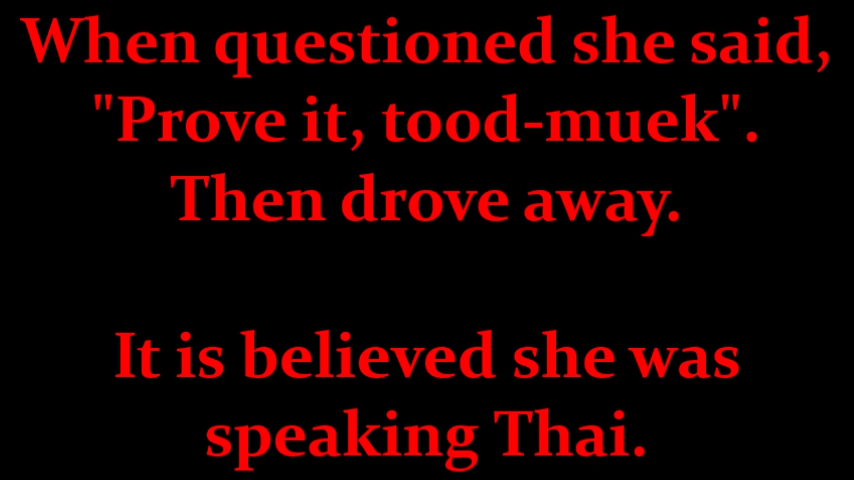 When questioned she said,
"Prove it, tood-muek".
Then drove away.
It is believed she was
speaking Thai.